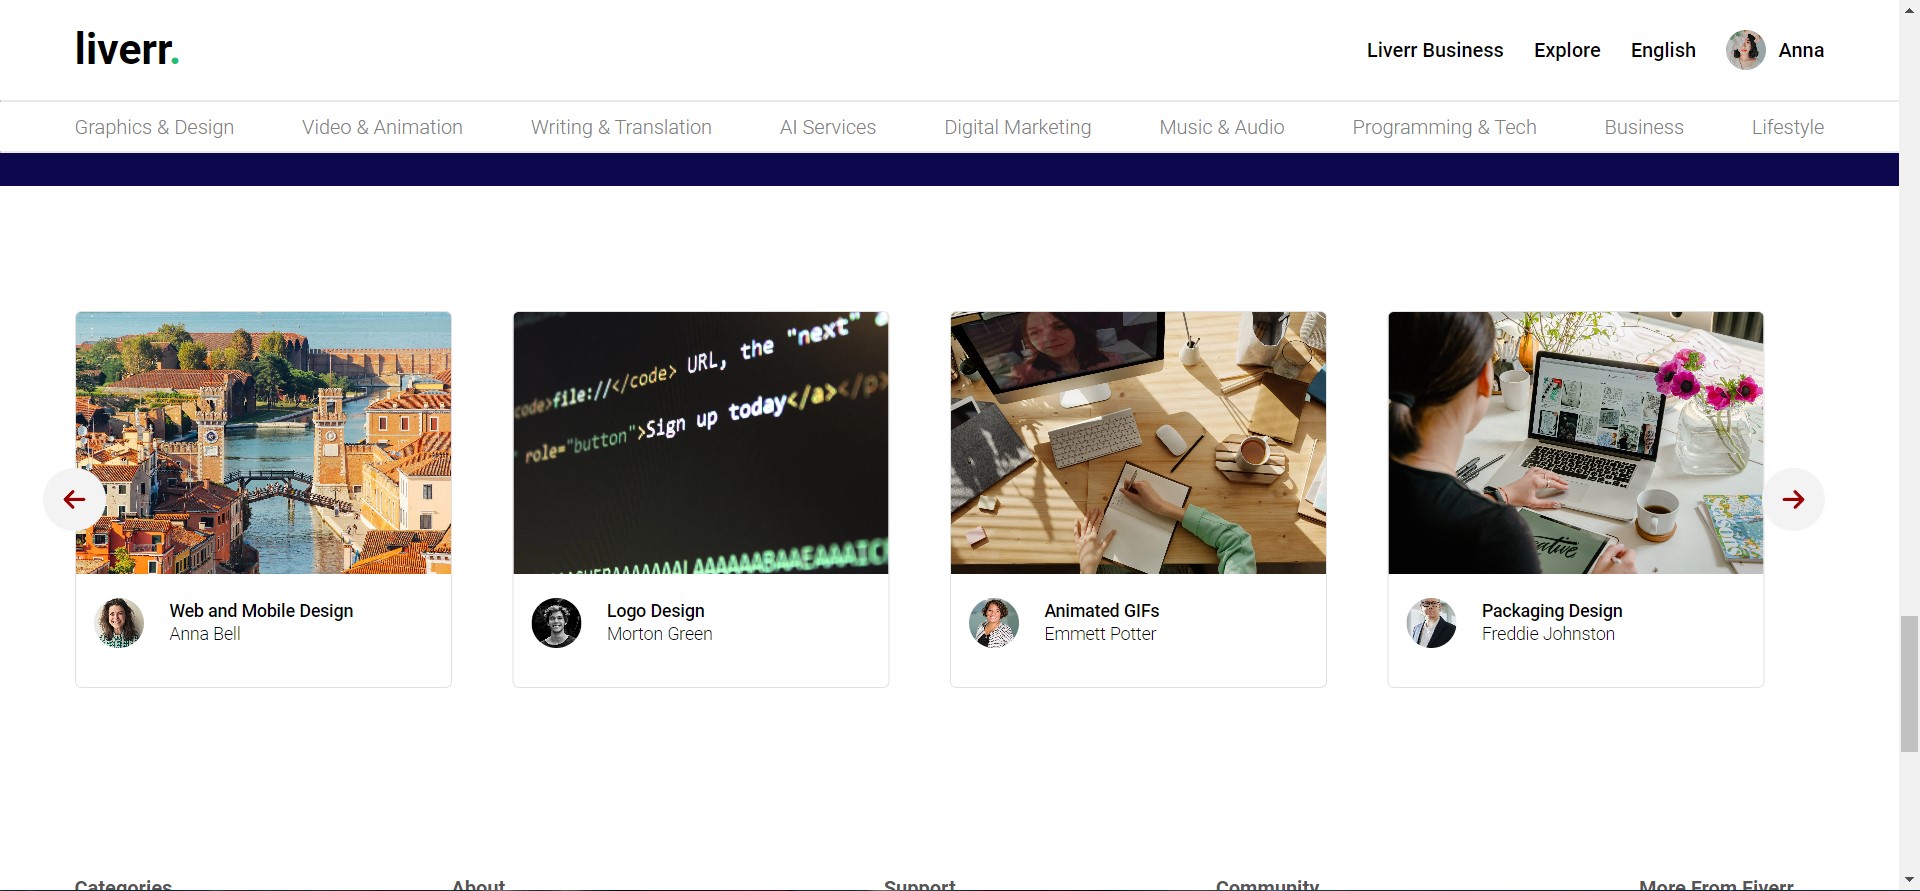 liverr.
Liverr Business
Explore
English
Anna
Graphics & Design
Video & Animation
Writing & Translation
AI Services
Digital Marketing
Music & Audio
Programming & Tech
Business
Lifestyle
file://</code> URL, the "next"
role="button">Sign up today</a></p>
Web and Mobile Design
Anna Bell
Logo Design
Morton Green
Animated GIFs
Emmett Potter
Packaging Design
Freddie Johnston
Categories
About
Support
Community
More From Fiverr